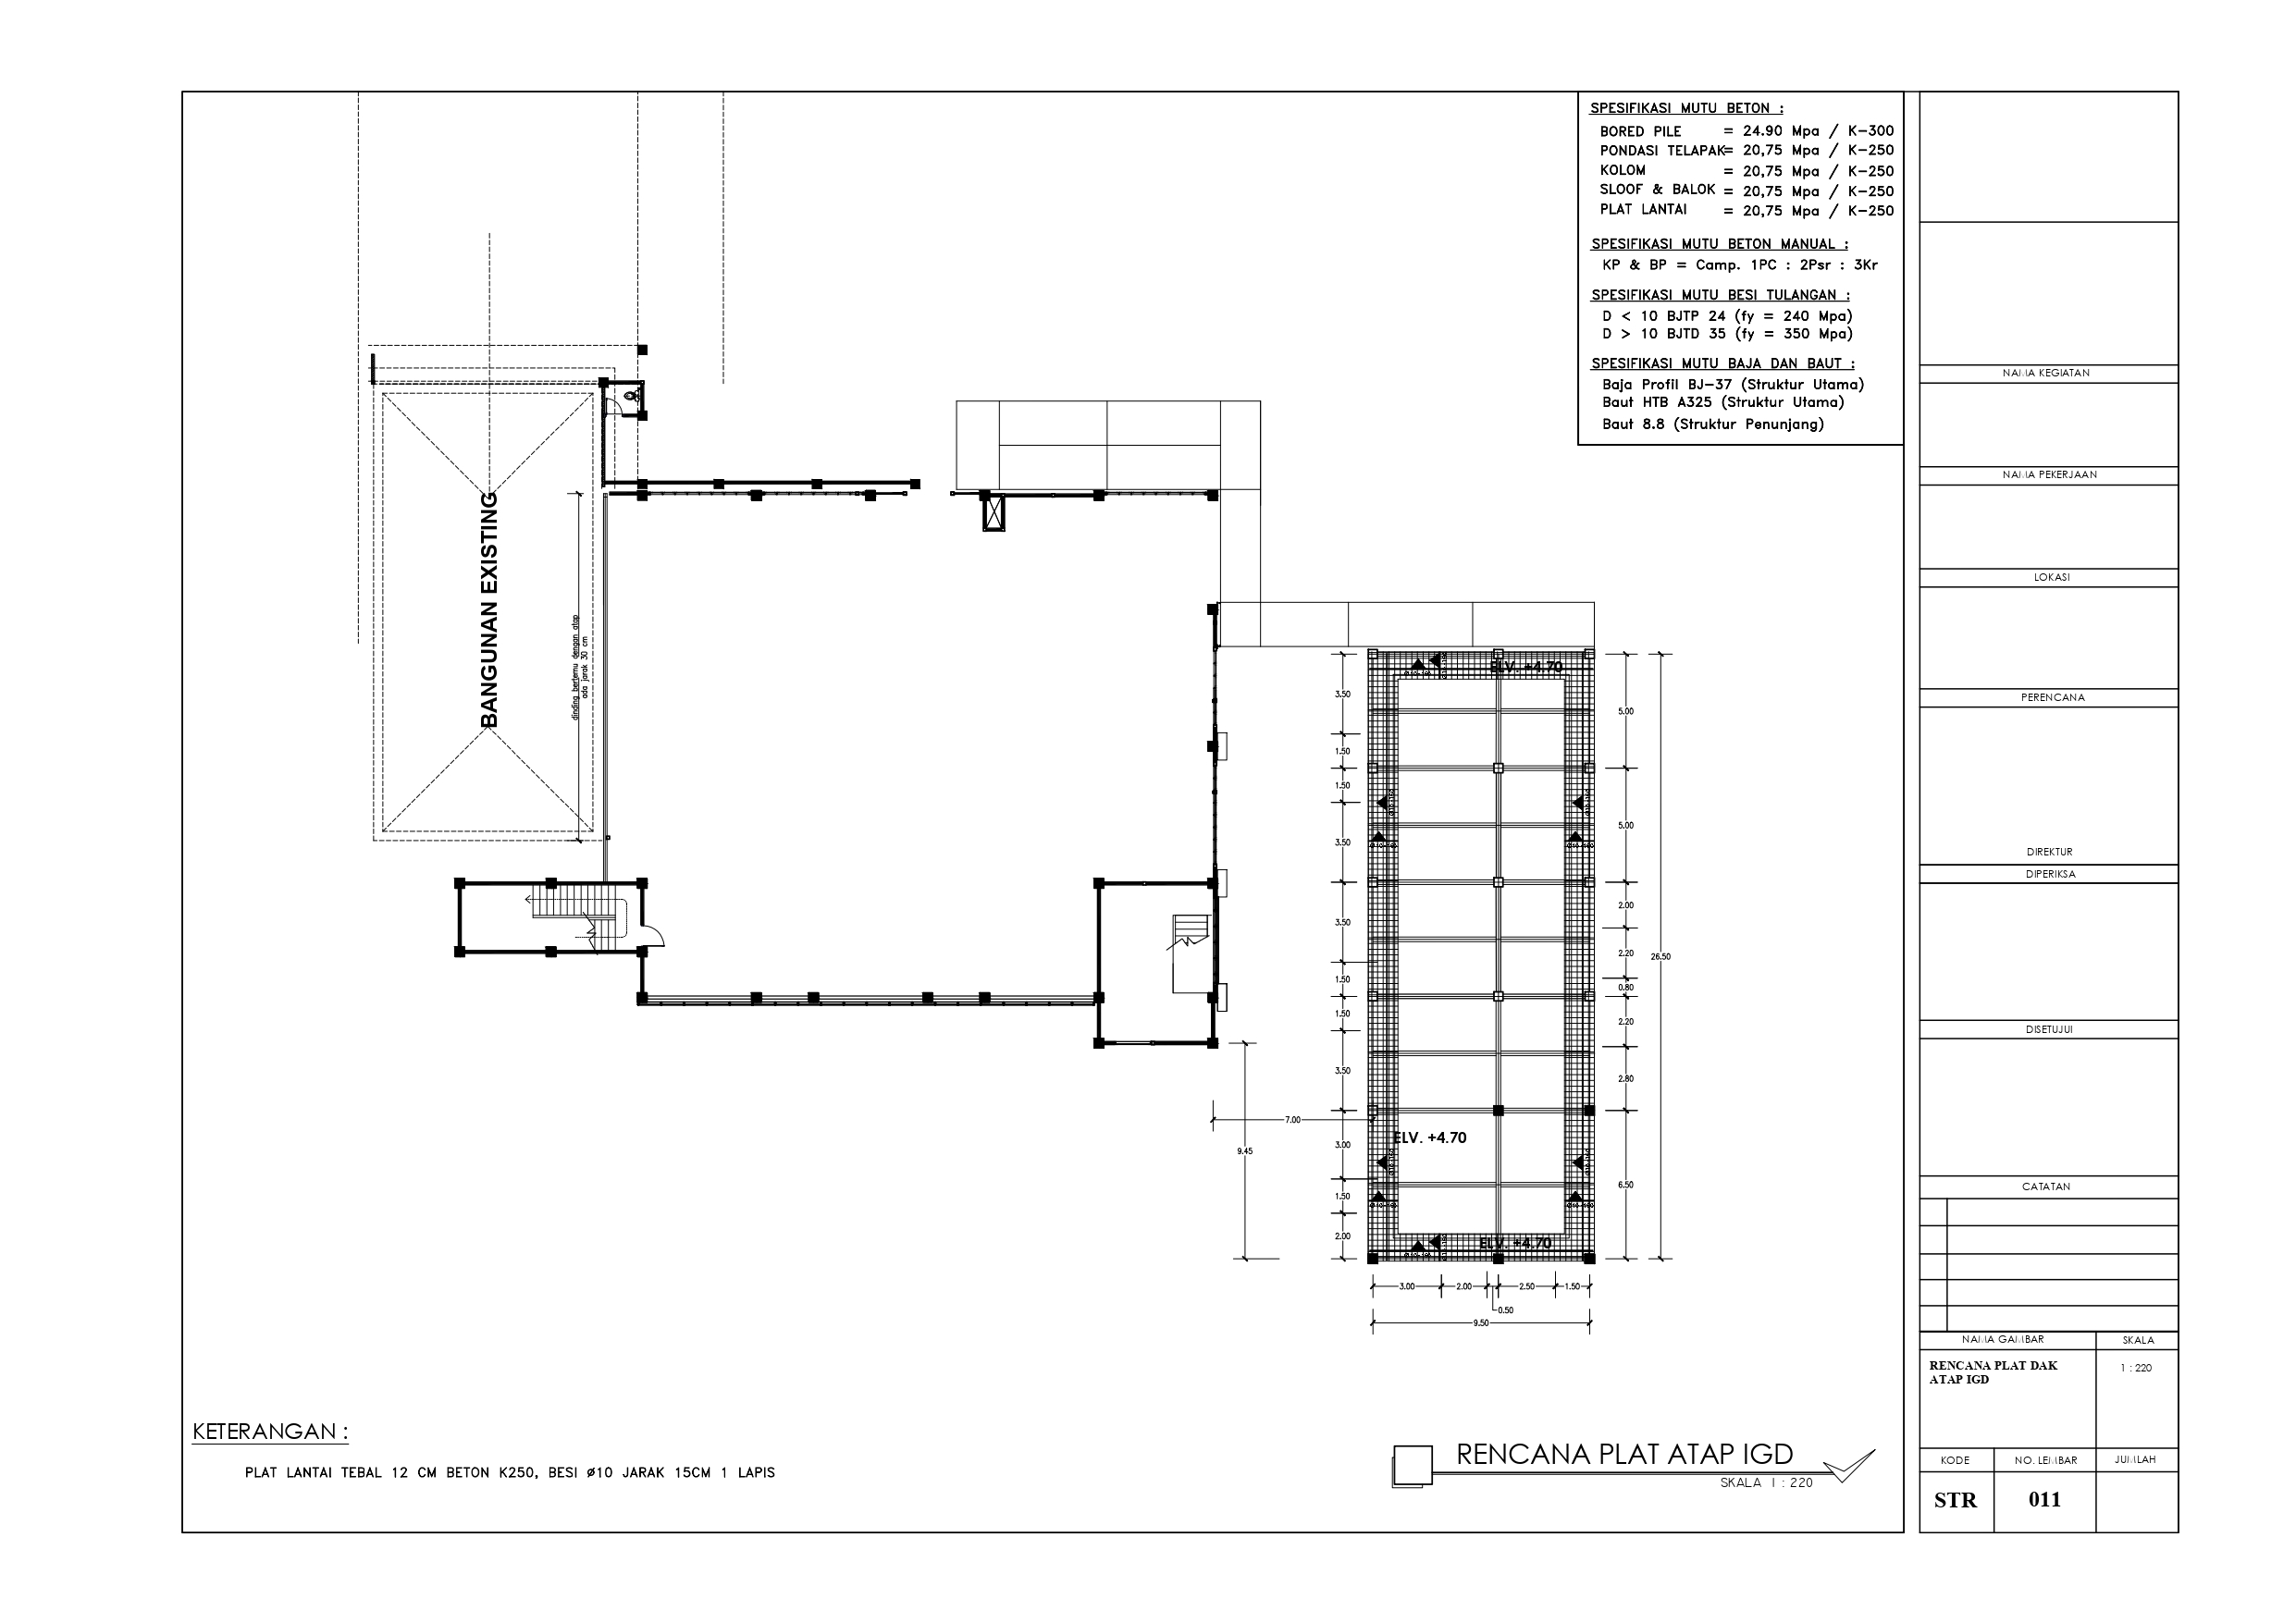 SPESIFIKASI MUTU BETON :
BORED PILE = 24.90 Mpa / K-300
PONDASI TELAPAK= 20,75 Mpa / K-250
KOLOM = 20,75 Mpa / K-250
SLOOF & BALOK = 20,75 Mpa / K-250
PLAT LANTAI = 20,75 Mpa / K-250
SPESIFIKASI MUTU BETON MANUAL :
KP & BP = Camp. 1PC : 2Psr : 3Kr
SPESIFIKASI MUTU BESI TULANGAN :
D < 10 BJTP 24 (fy = 240 Mpa)
D > 10 BJTD 35 (fy = 350 Mpa)
SPESIFIKASI MUTU BAJA DAN BAUT :
Baja Profil BJ-37 (Struktur Utama)
Baut HTB A325 (Struktur Utama)
Baut 8.8 (Struktur Penunjang)
BANGUNAN EXISTING
dinding bertemu dengan atap
ada jarak 30 cm
ELV. +4.70
3.50
1.50
1.50
3.50
3.50
1.50
1.50
3.50
3.00
1.50
2.00
5.00
5.00
2.00
2.20
0.80
2.20
2.80
6.50
26.50
7.00
9.45
ELV. +4.70
ELV. +4.70
3.00
2.00
2.50
1.50
0.50
9.50
KETERANGAN :
PLAT LANTAI TEBAL 12 CM BETON K250, BESI Ø10 JARAK 15CM 1 LAPIS
RENCANA PLAT ATAP IGD
SKALA 1 : 220
NAMA KEGIATAN
NAMA PEKERJAAN
LOKASI
PERENCANA
DIREKTUR
DIPERIKSA
DISETUJUI
CATATAN
NAMA GAMBAR
SKALA
RENCANA PLAT DAK
ATAP IGD
1 : 220
KODE
NO. LEMBAR
JUMLAH
STR
011